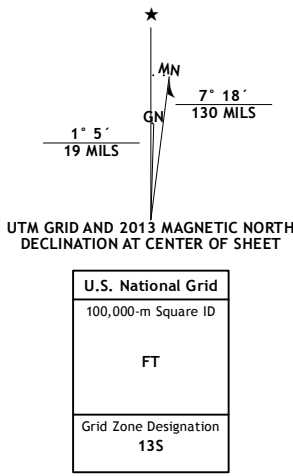 ★
MN
GN
7° 18´
130 MILS
1° 5´
19 MILS
UTM GRID AND 2013 MAGNETIC NORTH
DECLINATION AT CENTER OF SHEET
U.S. National Grid
100,000-m Square ID
FT
Grid Zone Designation
13S